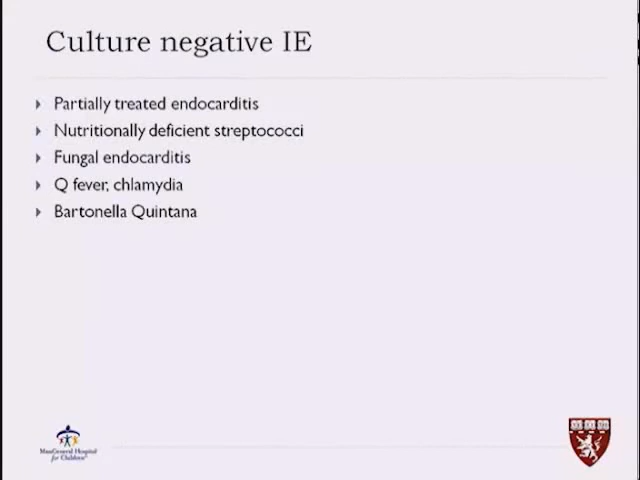 Culture negative IE
Partially treated endocarditis
Nutritionally deficient streptococci
Fungal endocarditis
Q fever, chlamydia
Bartonella Quintana
MassGeneral Hospital
for Children